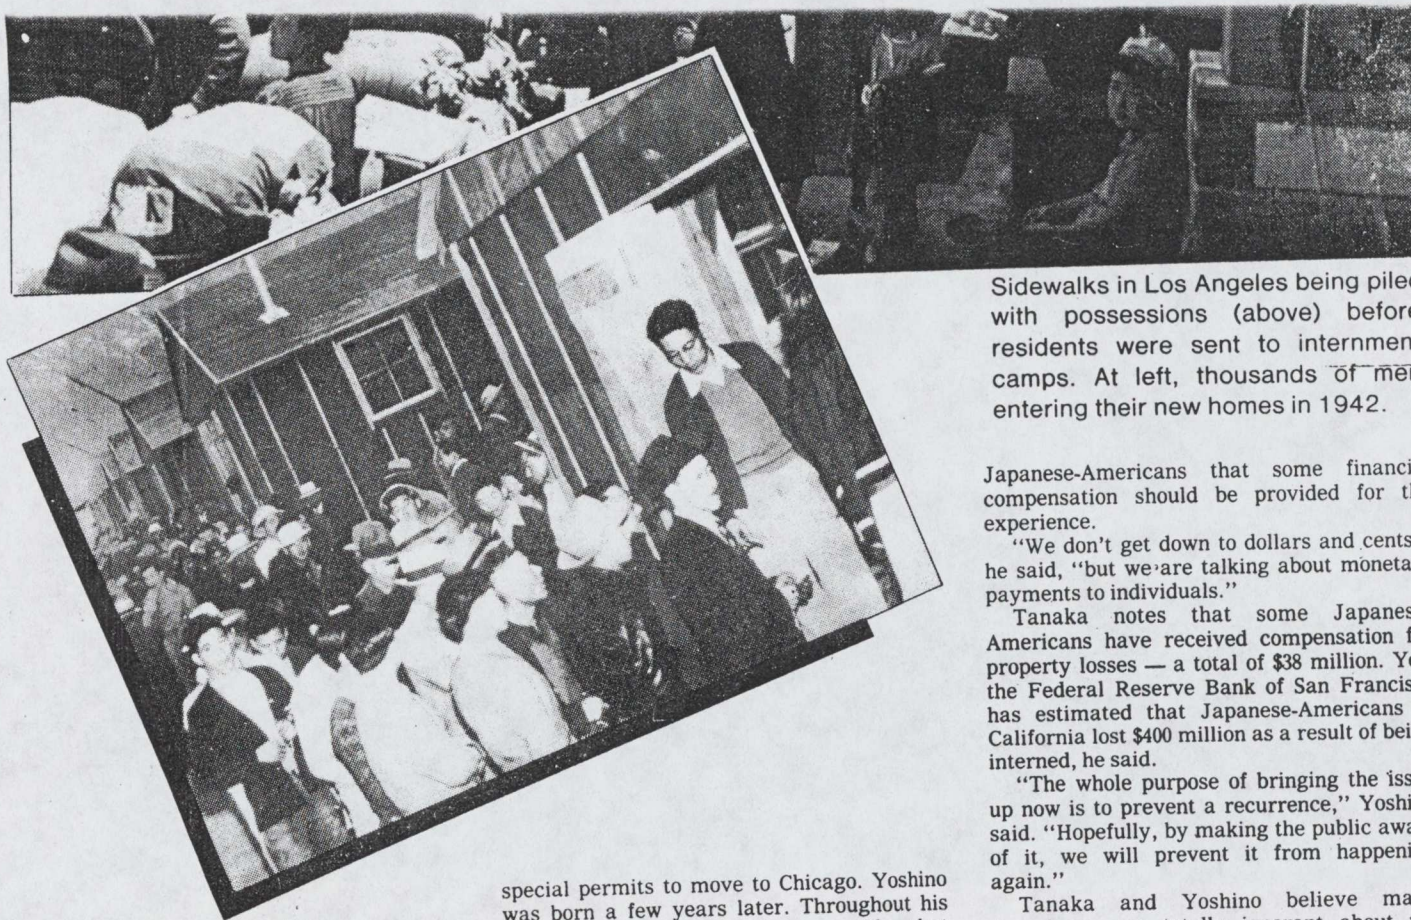 Sidewalks in Los Angeles being piled
with possessions (above) before
residents were sent to internmen
camps. At left, thousands of me
entering their new homes in 1942.
Japanese-Americans that some financi
compensation should be provided for th
experience.
“We don't get down to dollars and cents
he said, “but we are talking about moneta
payments to individuals.”
Tanaka notes that some Japanes
Americans have received compensation f
property losses — a total of $38 million. Ye
the Federal Reserve Bank of San Francis
has estimated that Japanese-Americans
California lost $400 million as a result of bei
interned, he said.
“The whole purpose of bringing the iss
up now is to prevent a recurrence,” Yoshi
said. “Hopefully, by making the public awa
of it, we will prevent it from happeni
again.”
Tanaka and Yoshino believe ma
special permits to move to Chicago. Yoshino
was born a few years later. Throughout his